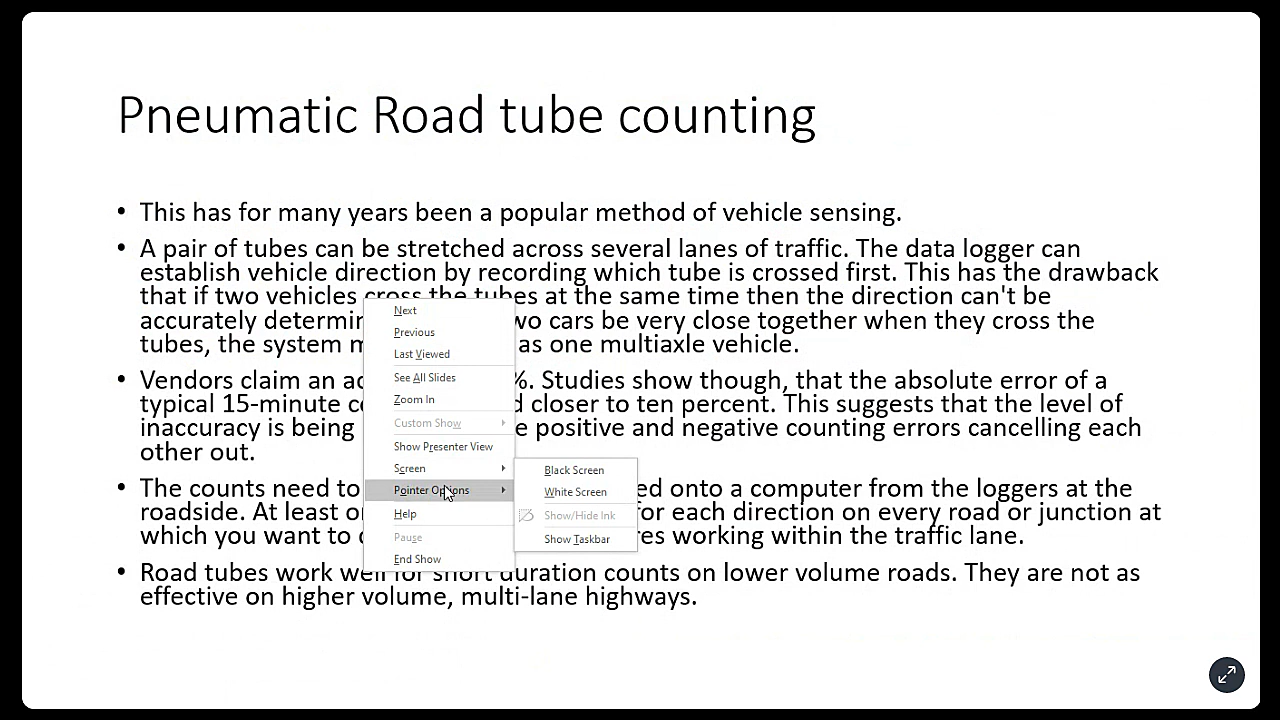 Pneumatic Road tube counting
• This has for many years been a popular method of vehicle sensing.
• A pair of tubes can be stretched across several lanes of traffic. The data logger can
establish vehicle direction by recording which tube is crossed first. This has the drawback
that if two vehicles cross the tubes at the same time then the direction can't be
accurately wo cars be very close together when they cross the
tubes, the system as one multiaxle vehicle.
• Vendors claim an %. Studies show though, that the absolute error of a
typical 15-minute closer to ten percent. This suggests that the level of
inaccuracy is being positive and negative counting errors cancelling each
other out.
• The counts need to ed onto a computer from the loggers at the
roadside. At least for each direction on every road or junction at
which you want to working within the traffic lane.
• Road tubes work well for short duration counts on lower volume roads. They are not as
effective on higher volume, multi-lane highways.
Next
Previous
Last Viewed
See All Slides
Zoom In
Custom Show
Show Presenter View
Screen
Pointer Options
Help
Pause
End Show
Black Screen
White Screen
Show/Hide Ink
Show Taskbar